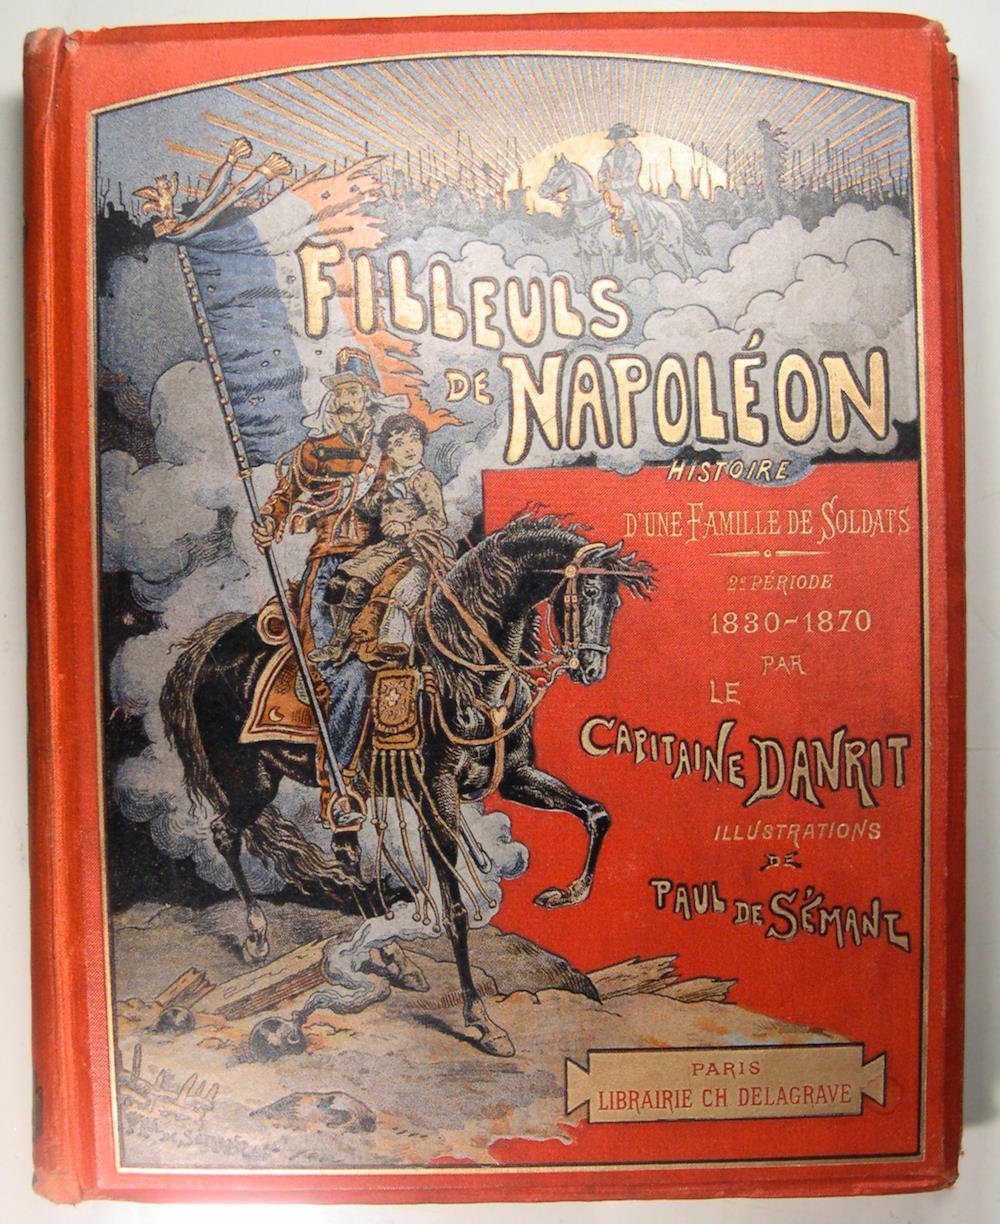 FILLEULS
DE NAPOLÉON
HISTOIRE
D'UNE FAMILLE DE SOLDATS
2e PÉRIODE
1830-1870
PAR
LE
CAPITAINE DANRIT
ILLUSTRATIONS
DE
PAUL DE SÉMANT
PARIS
LIBRAIRIE CH DELAGRAVE